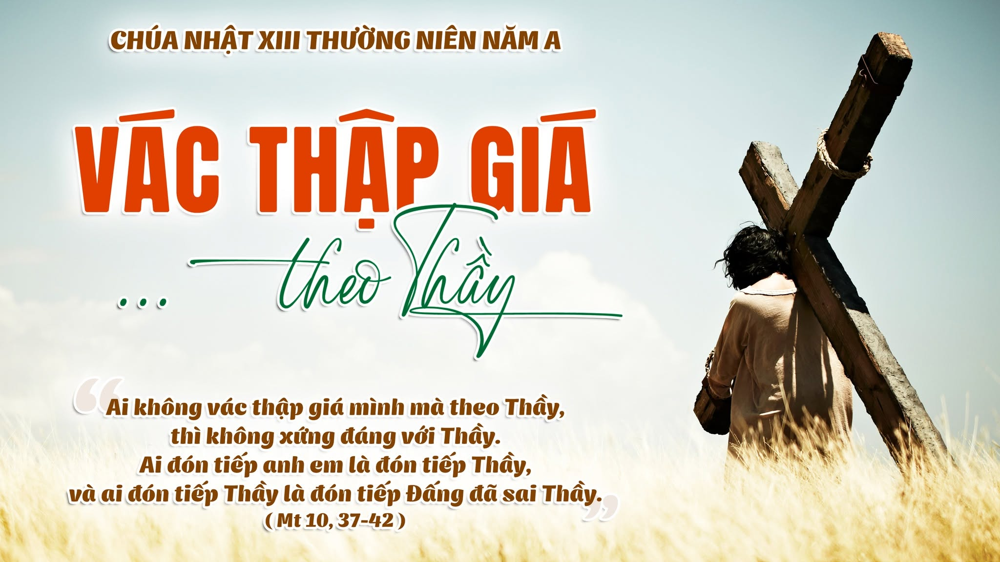 CHÚA NHẬT XIII THƯỜNG NIÊN NĂM A
VÁC THẬP GIÁ
... theo Thầy
“Ai không vác thập giá mình mà theo Thầy,
thì không xứng đáng với Thầy.
Ai đón tiếp anh em là đón tiếp Thầy,
và ai đón tiếp Thầy là đón tiếp Đấng đã sai Thầy.”
( Mt 10, 37-42 )